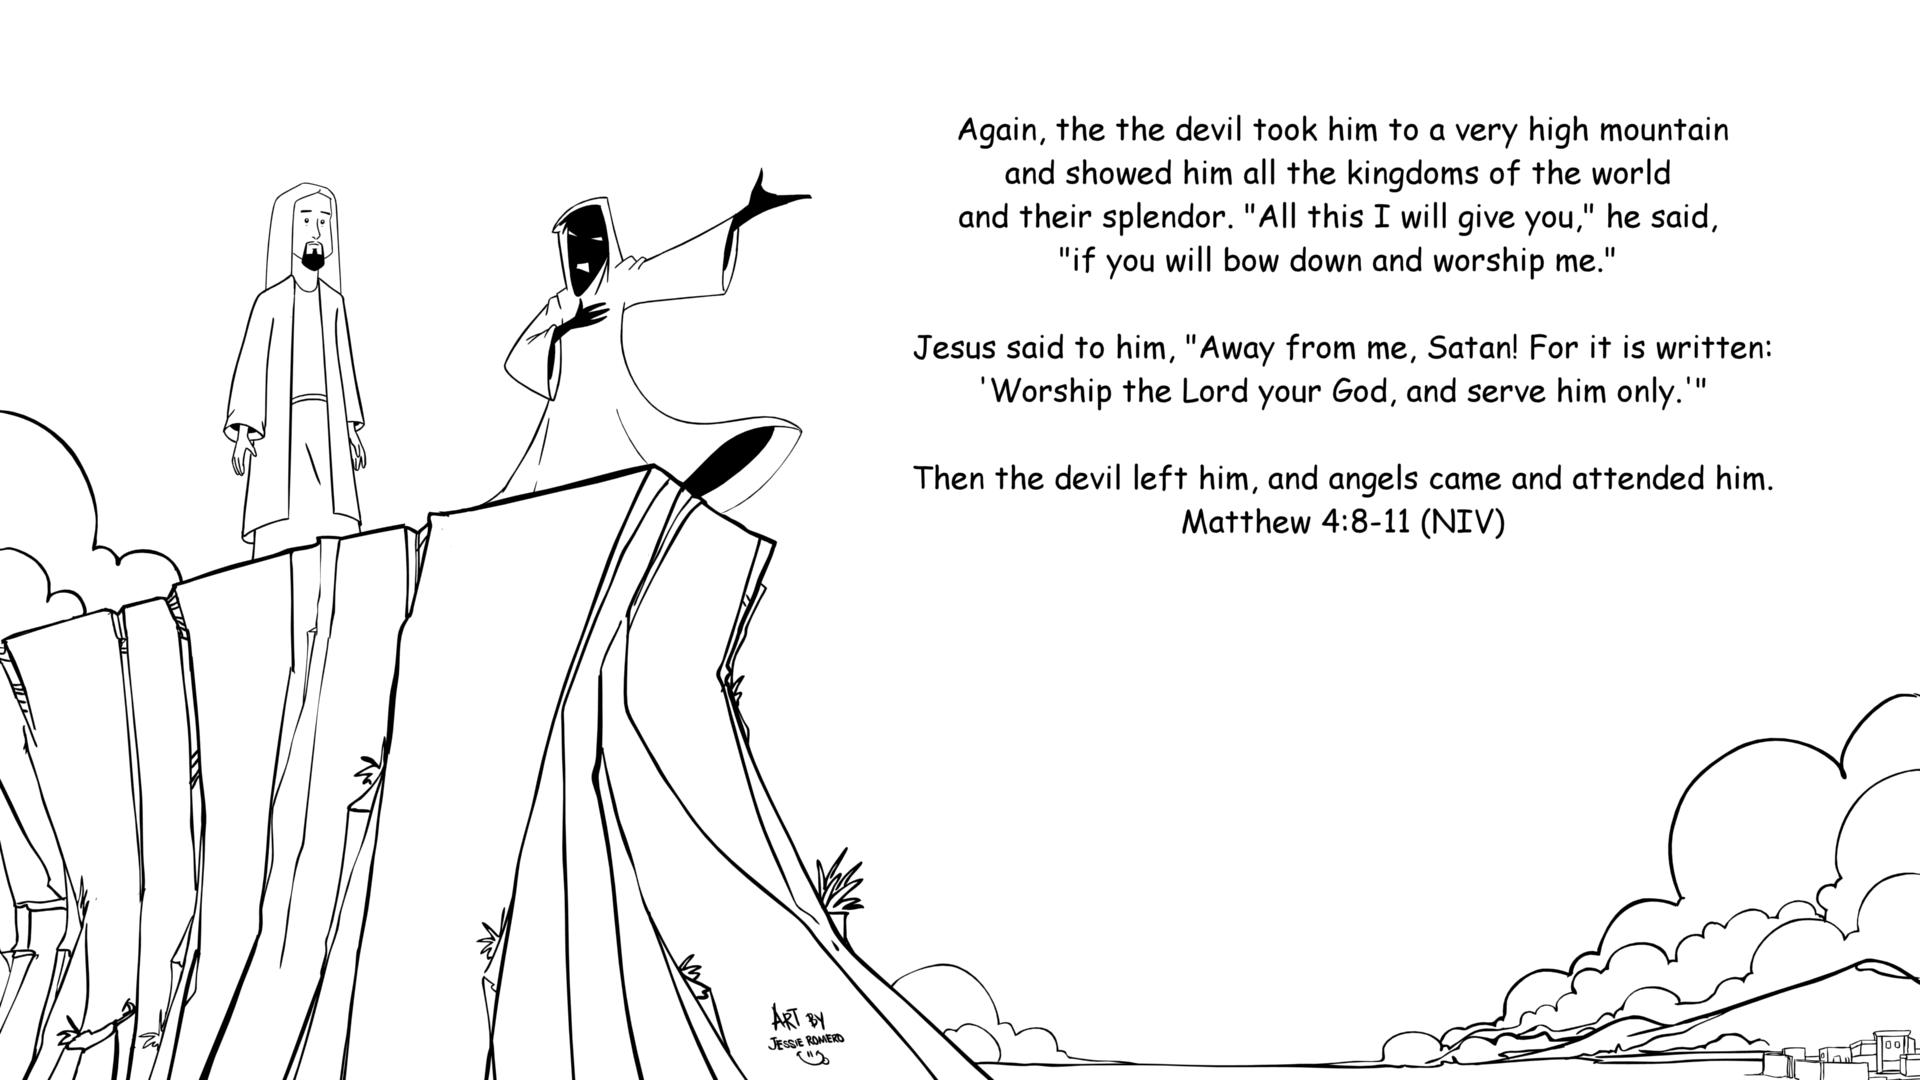 Again, the the devil took him to a very high mountain
and showed him all the kingdoms of the world
and their splendor. "All this I will give you," he said,
"if you will bow down and worship me."
Jesus said to him, "Away from me, Satan! For it is written:
'Worship the Lord your God, and serve him only.'"
Then the devil left him, and angels came and attended him.
Matthew 4:8-11 (NIV)
ART BY
JESSIE ROMERO